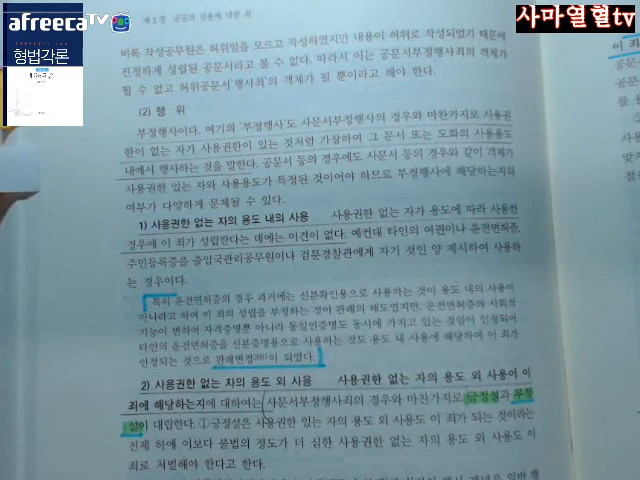 afreecaTV
형법각론
사마열혈tv
제1장 공공의 신용에 대한 죄
비록 작성공무원은 허위임을 모르고 작성하였지만 내용이 허위로 작성되었기 때문에
진정하게 성립된 공문서라고 볼 수 없다. 따라서 이는 공문서부정행사죄의 객체가
될 수 없고 허위공문서‘행사죄’의 객체가 될 뿐이라고 해야 한다.
(2) 행 위
부정행사이다. 여기의 ‘부정행사’도 사문서부정행사의 경우와 마찬가지로 사용권
한이 없는 자가 사용권한이 있는 것처럼 가장하여 그 문서 또는 도화의 사용용도
내에서 행사하는 것을 말한다. 공문서 등의 경우에도 사문서 등의 경우와 같이 객체가
사용권한 있는 자와 사용용도가 특정된 것이어야 하므로 부정행사에 해당하는지의
여부가 다양하게 문제될 수 있다.
1) 사용권한 없는 자의 용도 내의 사용 사용권한 없는 자가 용도에 따라 사용한
경우에 이 죄가 성립한다는 데에는 이견이 없다. 예컨대 타인의 여권이나 운전면허증,
주민등록증을 출입국관리공무원이나 검문경찰관에게 자기 것인 양 제시하여 사용하
는 경우이다.
특히 운전면허증의 경우 과거에는 신분확인용으로 사용하는 것이 용도 내의 사용이
아니라고 하여 이 죄의 성립을 부정하는 것이 판례의 태도였지만, 운전면허증의 사회적
기능이 변하여 자격증명뿐 아니라 동일인증명도 동시에 가지고 있는 것임이 인정되어
타인의 운전면허증을 신분증명용으로 사용하는 것도 용도 내 사용에 해당하여 이 죄가
인정되는 것으로 판례변경이 되었다.
2) 사용권한 없는 자의 용도 외 사용 사용권한 없는 자의 용도 외 사용이 이
죄에 해당하는지에 대하여는 사문서부정행사죄의 경우와 마찬가지로 긍정설과 부정
설이 대립한다. ① 긍정설은 사용권한 있는 자의 용도 외 사용도 이 죄가 되는 것이라는
전제 하에 이보다 불법의 정도가 더 심한 사용권한 없는 자의 용도 외 사용도 이
죄로 처벌해야 한다고 한다.